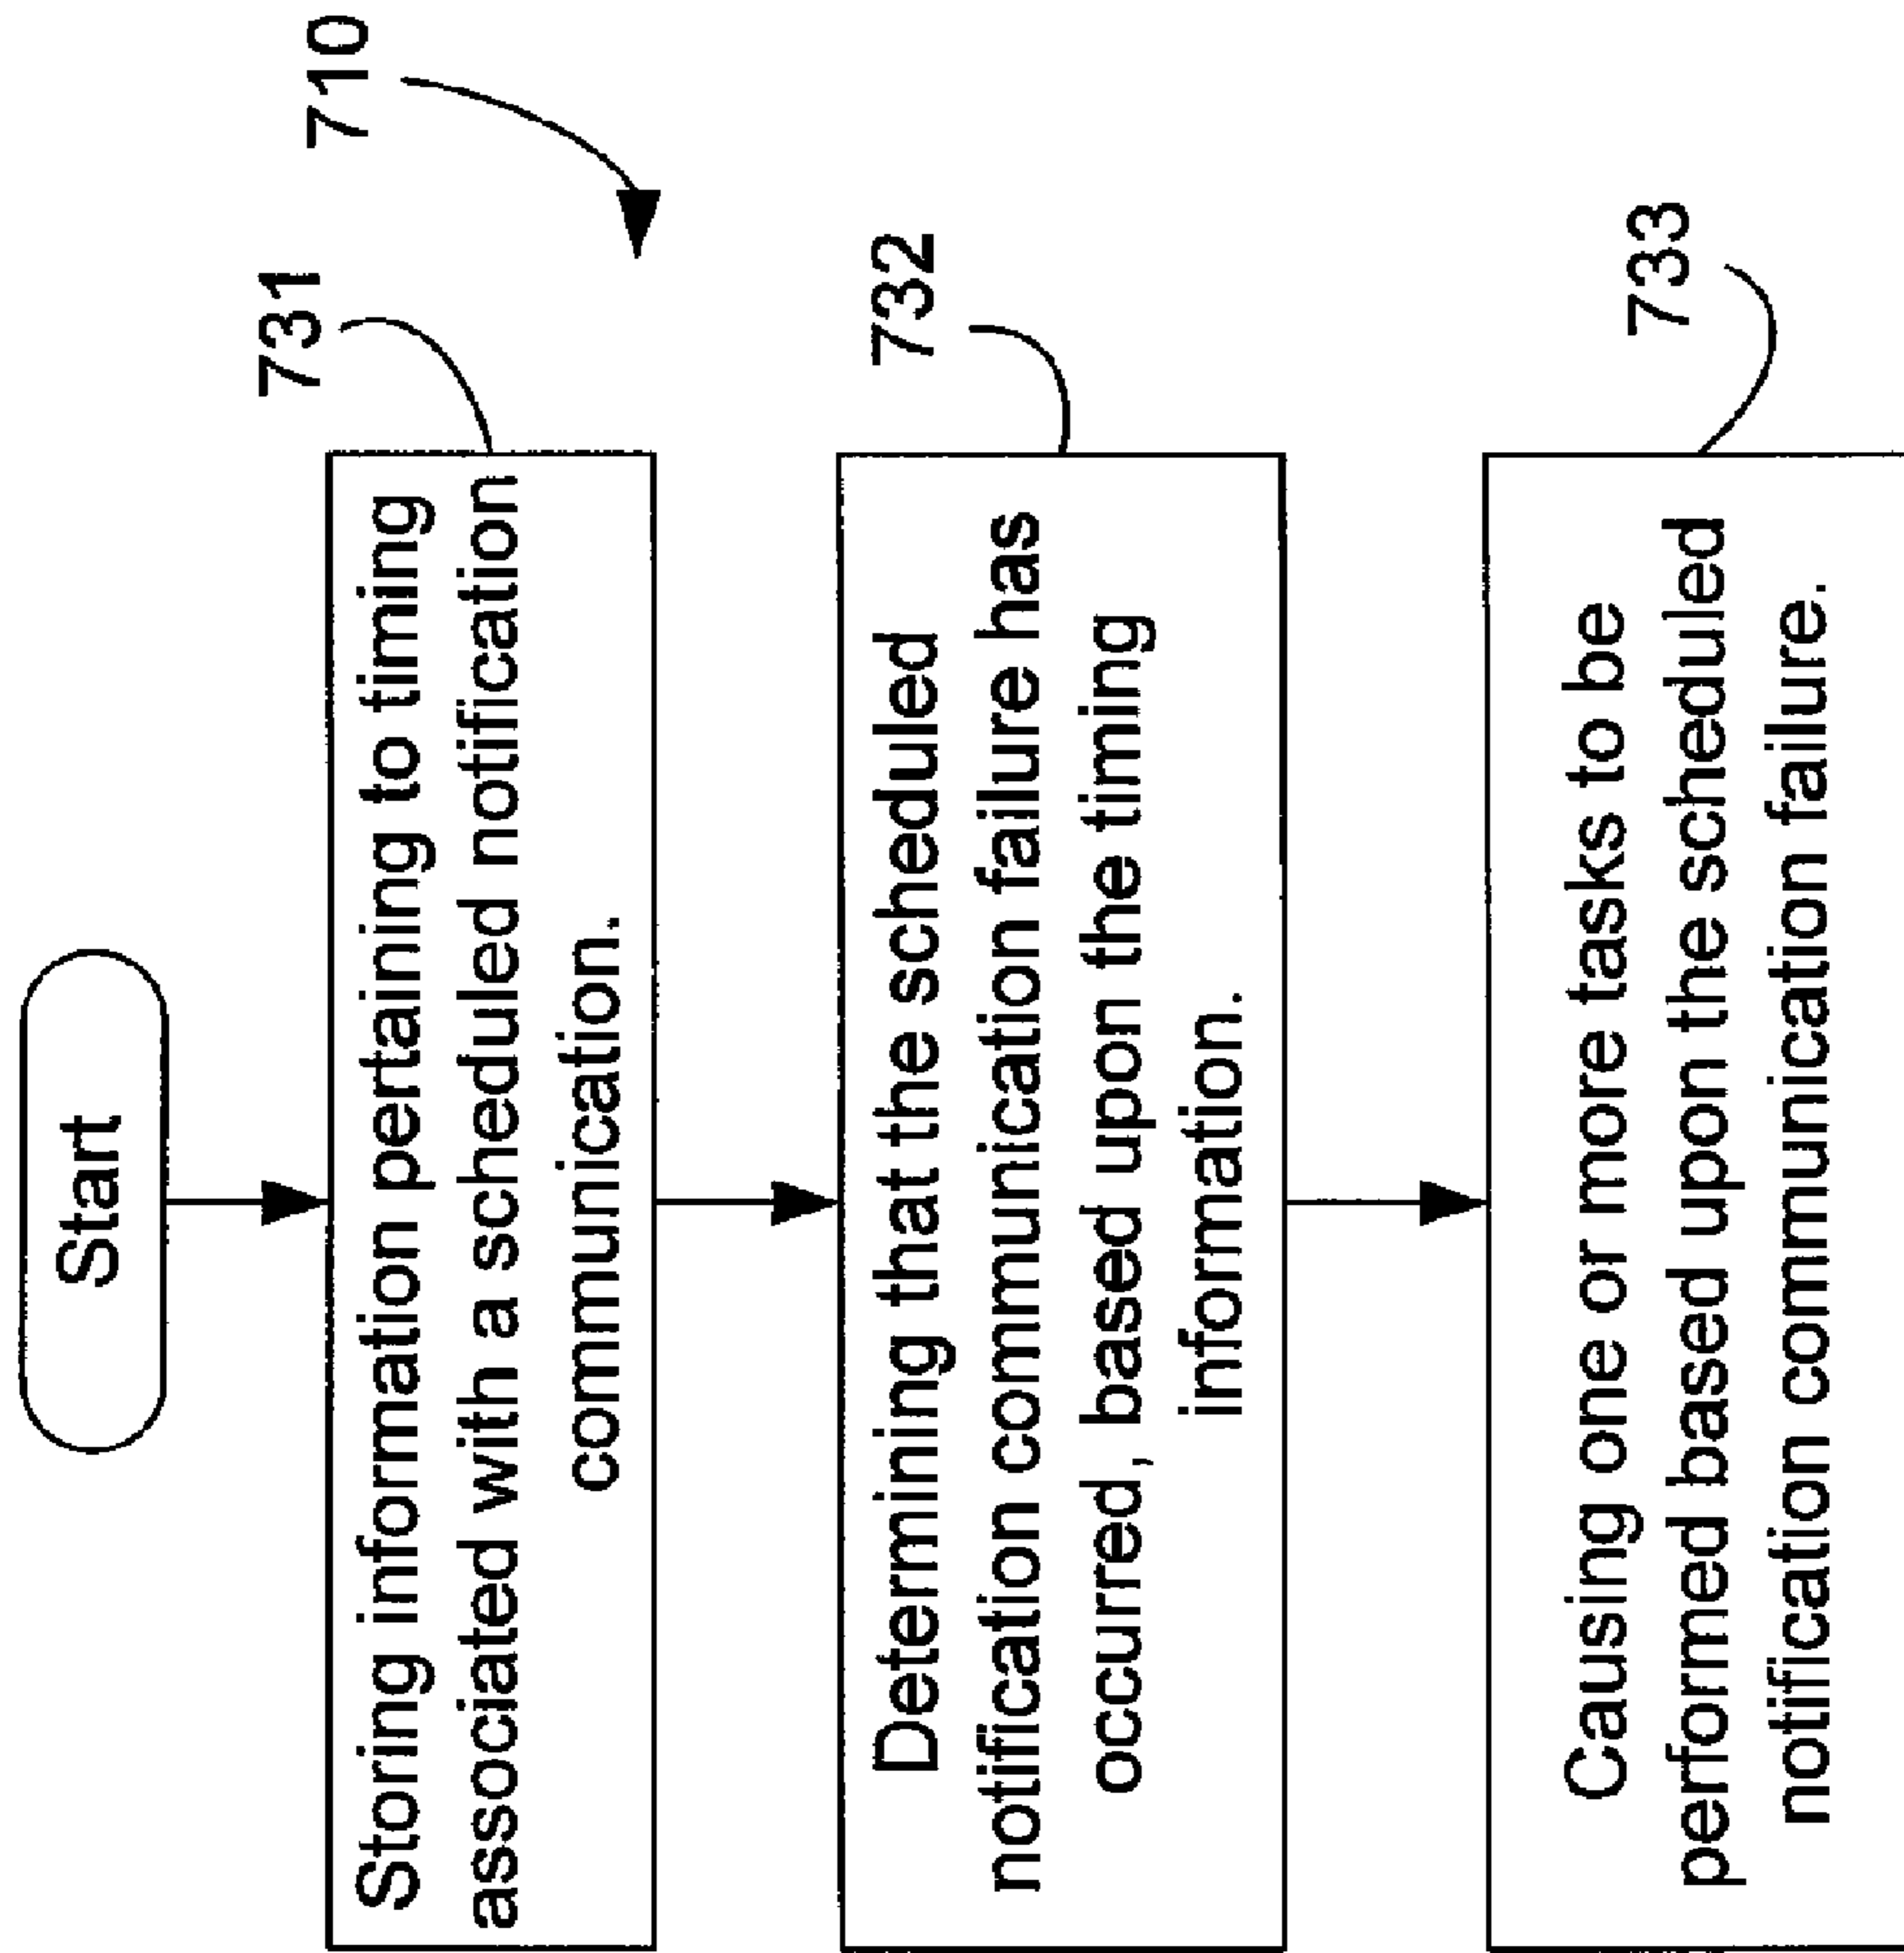 Start
710
731
Storing information pertaining to timing
associated with a scheduled notification
communication.
732
Determining that the scheduled
notification communication failure has
occurred, based upon the timing
information.
733
Causing one or more tasks to be
performed based upon the scheduled
notification communication failure.